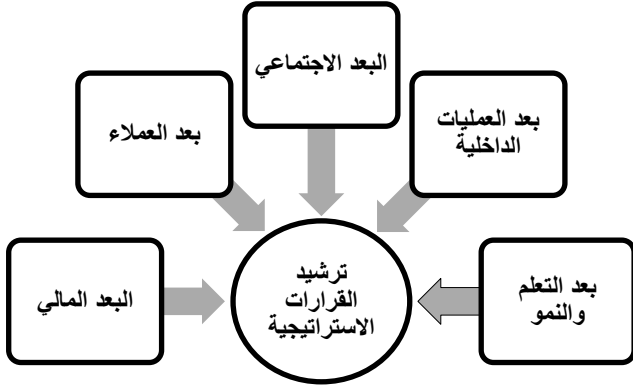 البعد الاجتماعي
بعد العمليات
الداخلية
بعد العملاء
بعد التعلم
والنمو
ترشيد
القرارات
الاستراتيجية
البعد المالي